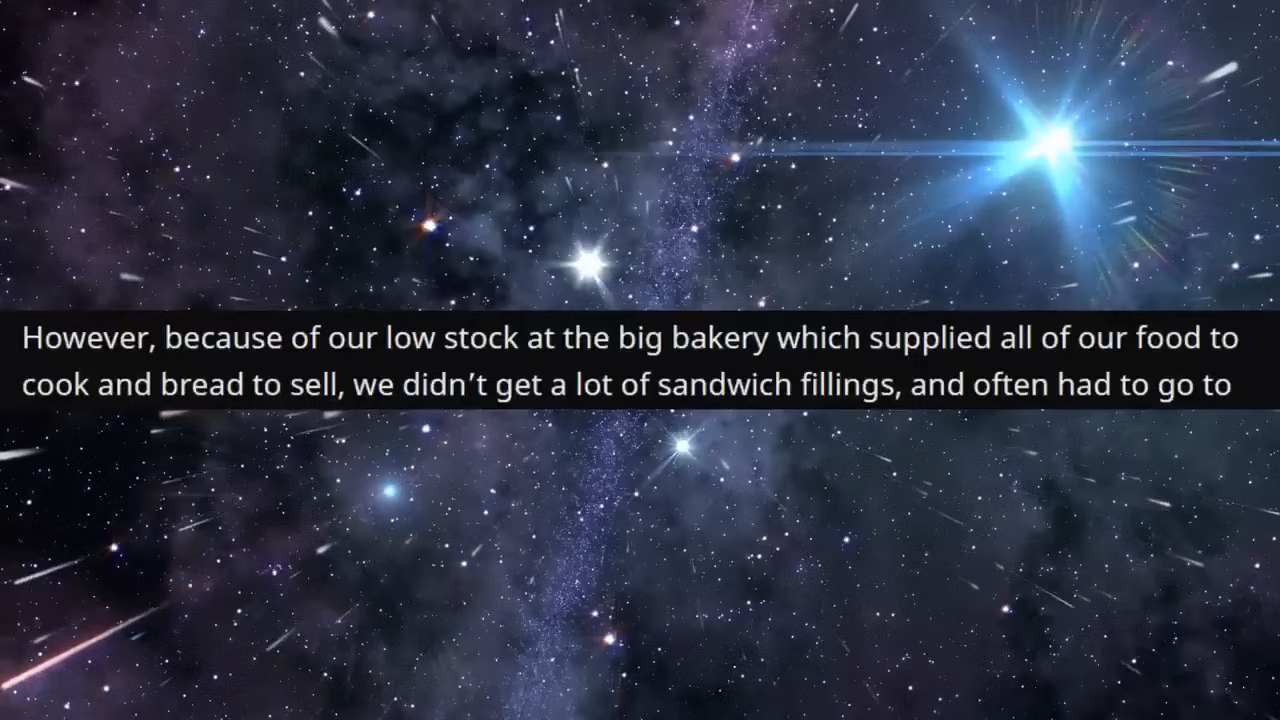 However, because of our low stock at the big bakery which supplied all of our food to
cook and bread to sell, we didn't get a lot of sandwich fillings, and often had to go to